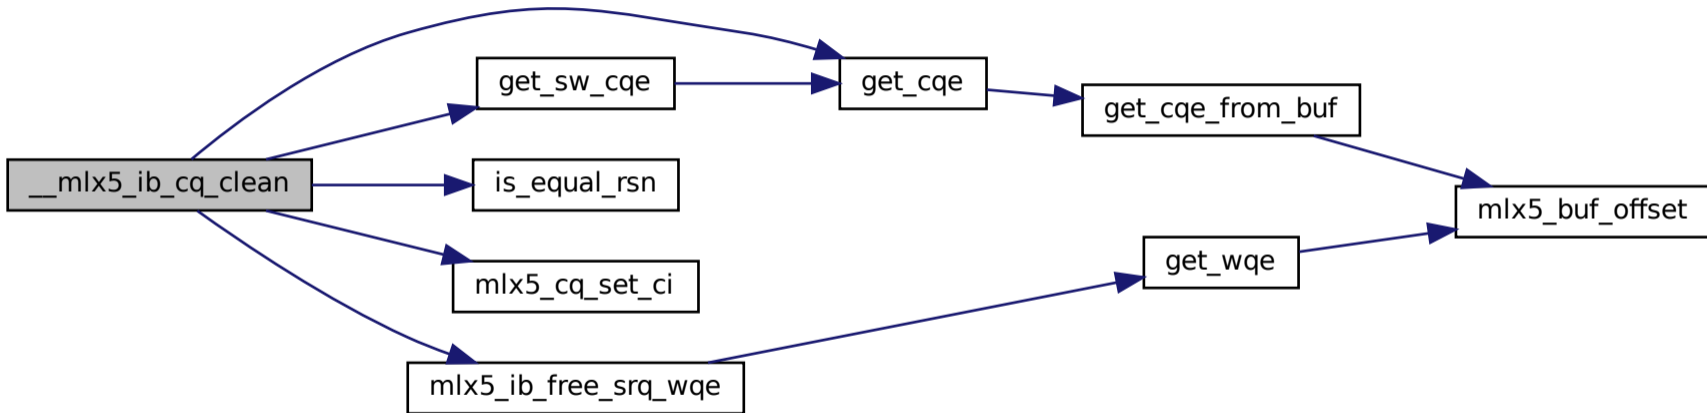 get_sw_cqe
get_cqe
get_cqe_from_buf
__mlx5_ib_cq_clean
is_equal_rsn
mlx5_buf_offset
get_wqe
mlx5_cq_set_ci
mlx5_ib_free_srq_wqe